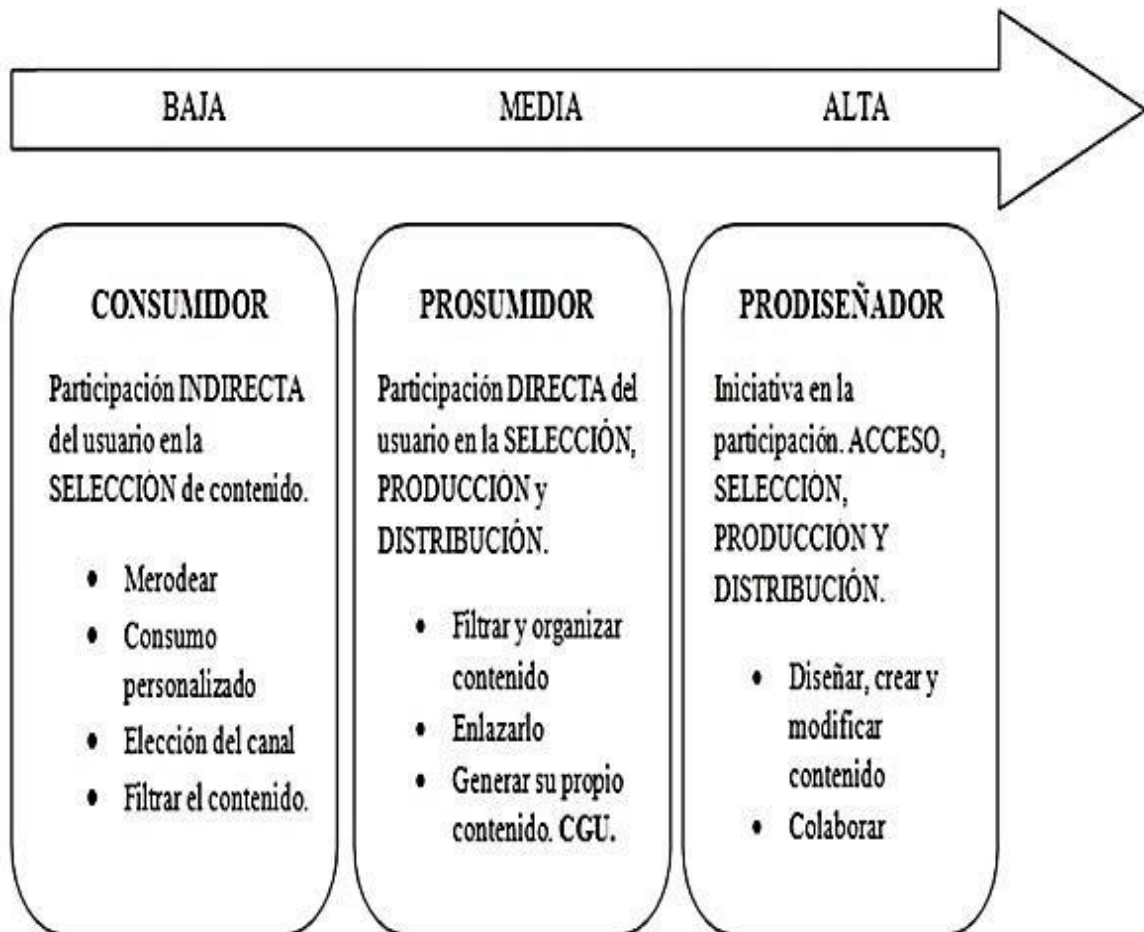 BAJA MEDIA ALTA
CONSUMIDOR
Participación INDIRECTA
del usuario en la
SELECCIÓN de contenido.
• Merodear
• Consumo
personalizado
• Elección del canal
• Filtrar el contenido.
PROSUMIDOR
Participación DIRECTA del
usuario en la SELECCIÓN,
PRODUCCIÓN y
DISTRIBUCIÓN.
• Filtrar y organizar
contenido
• Enlazarlo
• Generar su propio
contenido. CGU.
PRODISEÑADOR
Iniciativa en la
participación. ACCESO,
SELECCIÓN,
PRODUCCIÓN Y
DISTRIBUCIÓN.
• Diseñar, crear y
modificar
contenido
• Colaborar